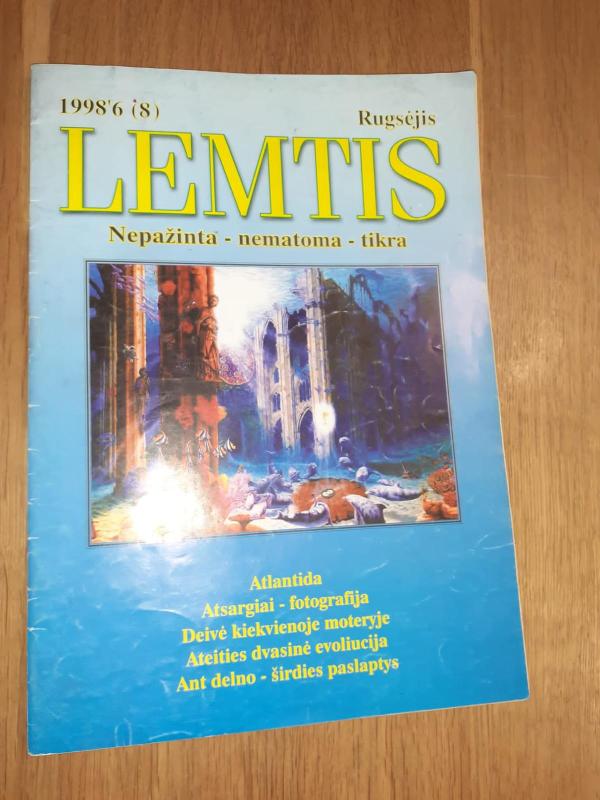 1998'6 (8)
Rugsėjis
LEMTIS
Nepažinta - nematoma - tikra
Atlantida
Atsargiai - fotografija
Deivė kiekvienoje moteryje
Ateities dvasinė evoliucija
Ant delno - širdies paslaptys